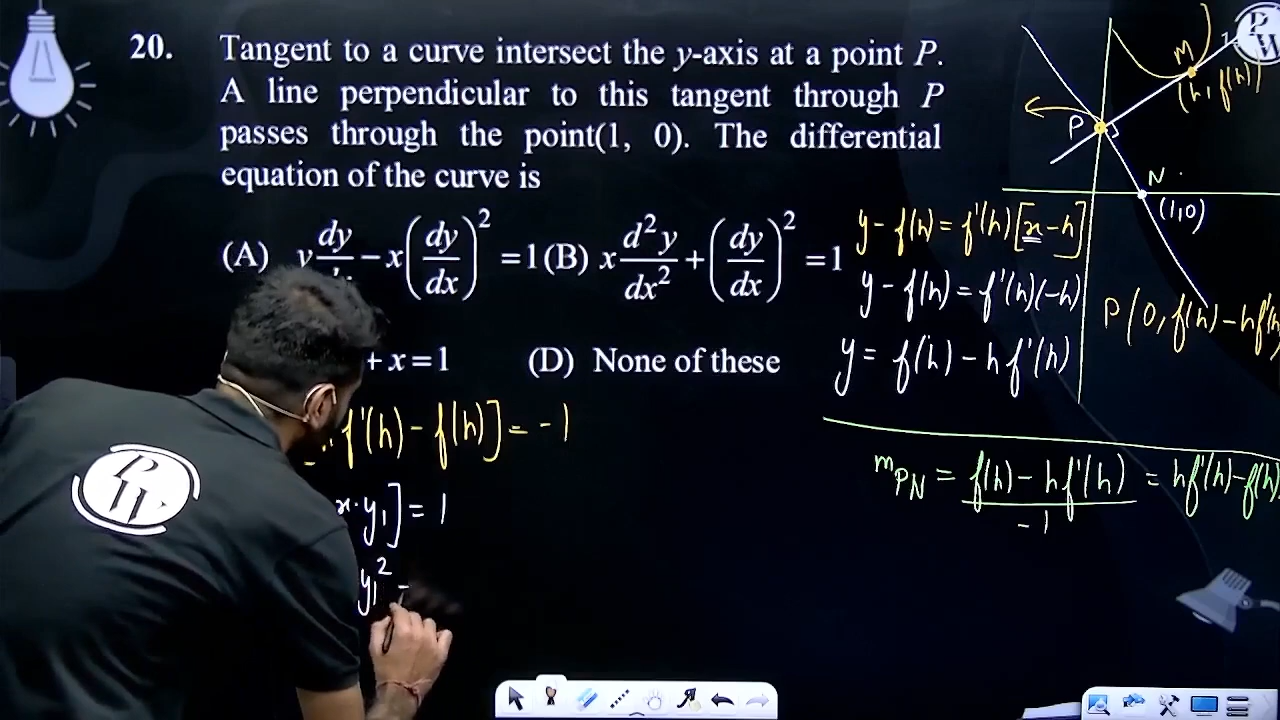 20. Tangent to a curve intersect the y-axis at a point P.
A line perpendicular to this tangent through P
passes through the point(1, 0). The differential
equation of the curve is
(A) y dy/ -x(dy/dx)² =1 (B) x d²y/dx² +(dy/dx)² =1
+x=1 (D) None of these
f'(h) - f(h)] = -1
x·y₁] = 1
y₁² -
M
(h, f(h))
P
N
(1,0)
y - f(h) = f'(h)[x-h]
y - f(h) = f'(h)(-h)
y = f(h) - h f'(h)
P(0, f(h) - hf'(h
m_PN = f(h) - hf'(h)/-1 = hf'(h) - f(h)
P
W